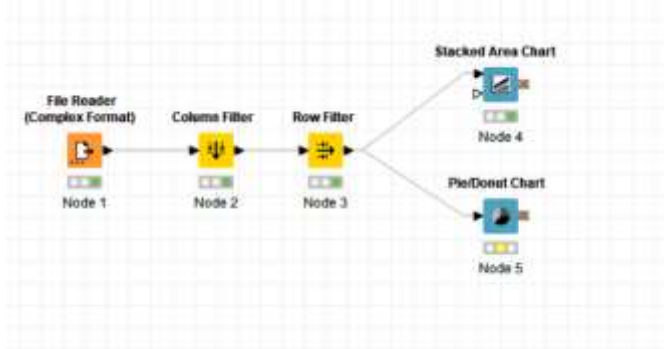 Stacked Area Chart
File Reader
(Complex Format)
Column Filter
Row Filter
Node 4
Pie/Donut Chart
Node 1
Node 2
Node 3
Node 5